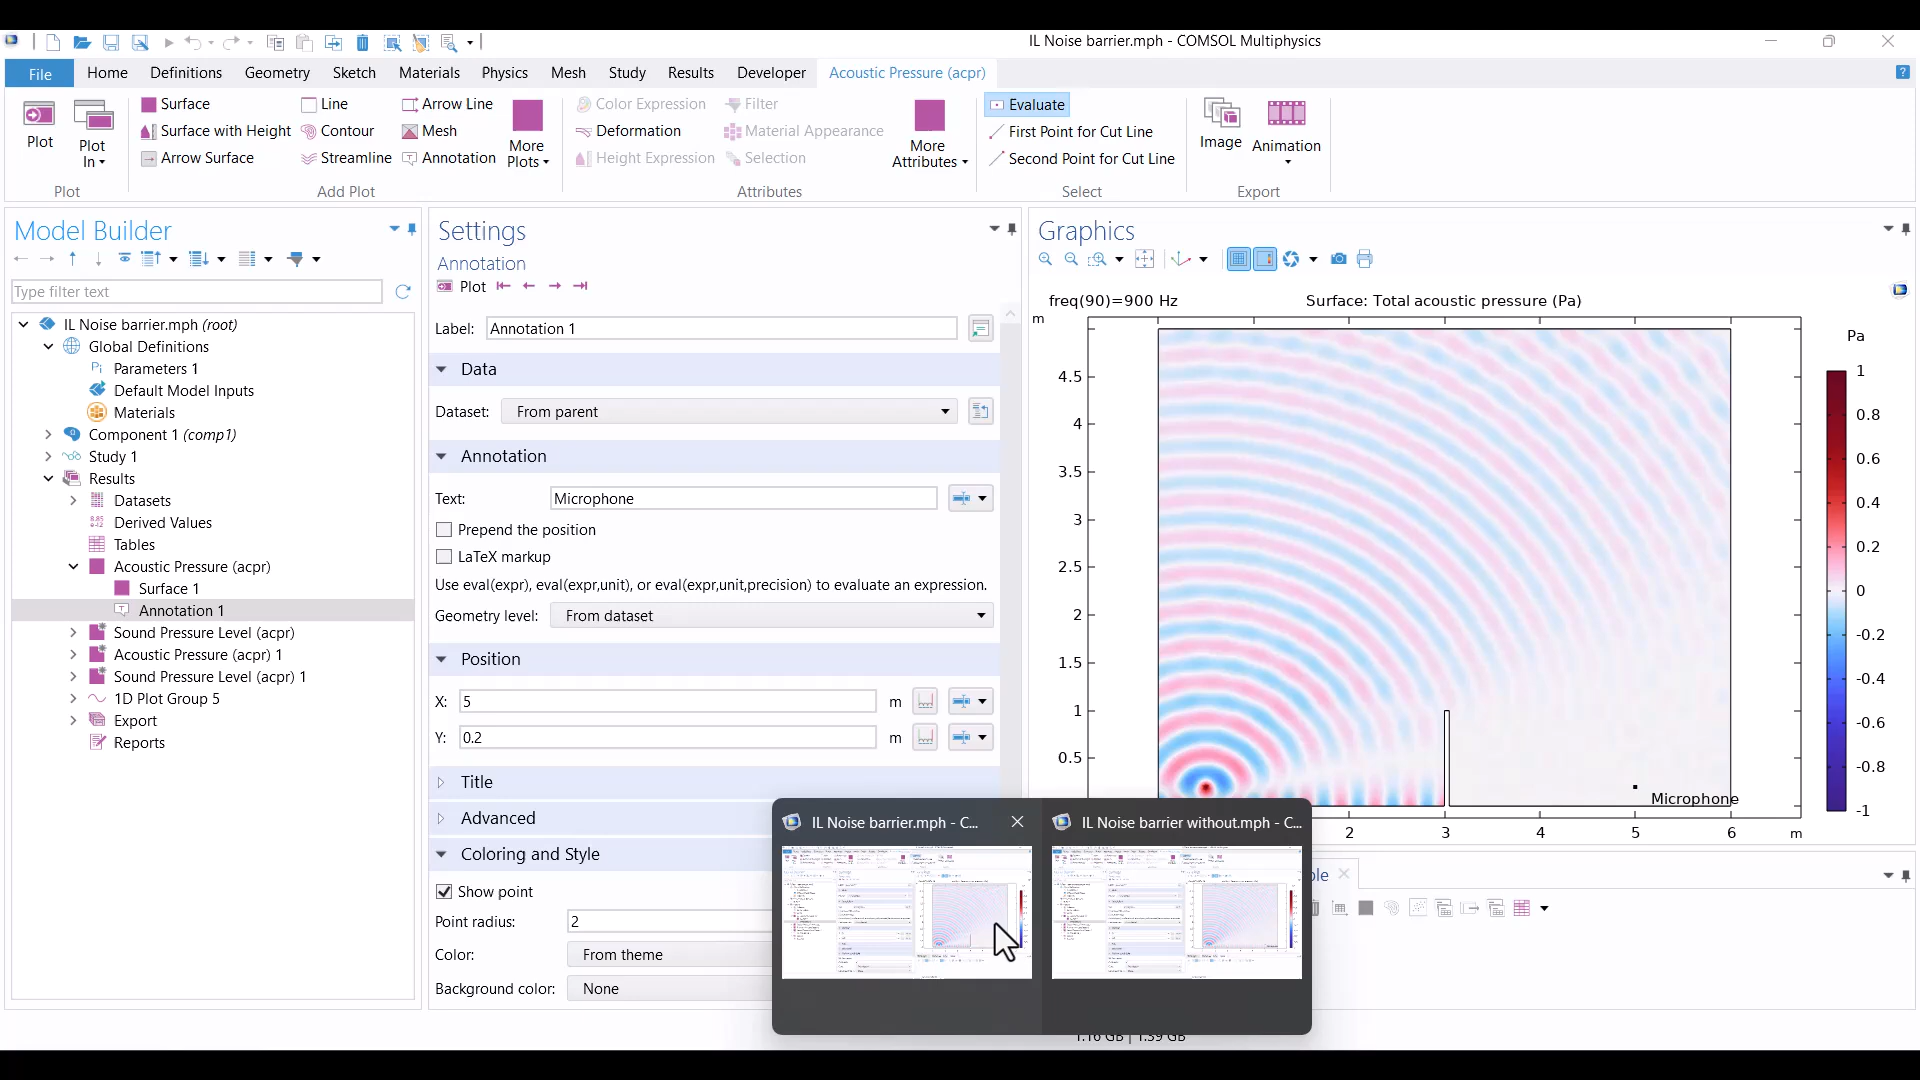 IL Noise barrier.mph - COMSOL Multiphysics
File Home Definitions Geometry Sketch Materials Physics Mesh Study Results Developer Acoustic Pressure (acpr)
Plot
Plot In
Plot
Surface
Surface with Height
Arrow Surface
Line
Contour
Streamline
Arrow Line
Mesh
Annotation
More Plots
Add Plot
Color Expression
Deformation
Height Expression
Filter
Material Appearance
Selection
More Attributes
Attributes
Evaluate
First Point for Cut Line
Second Point for Cut Line
Select
Image
Animation
Export
Model Builder
Type filter text
IL Noise barrier.mph (root)
Global Definitions
Pi Parameters 1
Default Model Inputs
Materials
Component 1 (comp1)
Study 1
Results
Datasets
8.85
e-12
Derived Values
Tables
Acoustic Pressure (acpr)
Surface 1
Annotation 1
Sound Pressure Level (acpr)
Acoustic Pressure (acpr) 1
Sound Pressure Level (acpr) 1
1D Plot Group 5
Export
Reports
Settings
Annotation
Plot
Label: Annotation 1
Data
Dataset: From parent
Annotation
Text: Microphone
Prepend the position
LaTeX markup
Use eval(expr), eval(expr,unit), or eval(expr,unit,precision) to evaluate an expression.
Geometry level: From dataset
Position
X: 5 m
Y: 0.2 m
Title
Advanced
Coloring and Style
Show point
Point radius: 2
Color: From theme
Background color: None
Graphics
freq(90)=900 Hz Surface: Total acoustic pressure (Pa)
m
4.5
4
3.5
3
2.5
2
1.5
1
0.5
Microphone
2 3 4 5 6 m
Pa
1
0.8
0.6
0.4
0.2
0
-0.2
-0.4
-0.6
-0.8
-1
IL Noise barrier.mph - C...
IL Noise barrier without.mph - C...
ble
1.16 GB | 1.39 GB